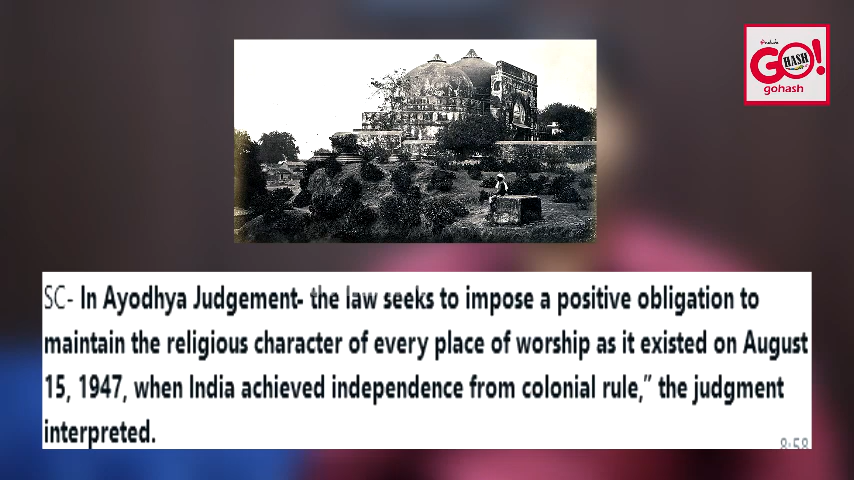 GO!
HASH
gohash
SC- In Ayodhya Judgement- the law seeks to impose a positive obligation to
maintain the religious character of every place of worship as it existed on August
15, 1947, when India achieved independence from colonial rule,” the judgment
interpreted.
8:58